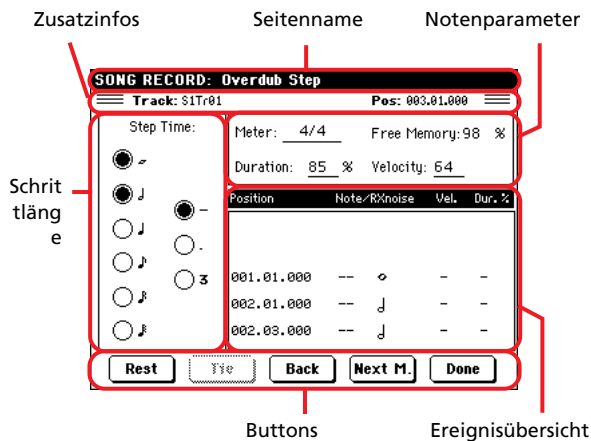 Zusatzinfos Seitenname Notenparameter
SONG RECORD: Overdub Step
Track: S1Tr01 Pos: 003.01.000
Step Time:
Meter: 4/4 Free Memory: 98 %
Duration: 85 % Velocity: 64
Schrit
tläng
e
Position Note/RXnoise Vel. Dur.%
–
.
3
001.01.000 -- - -
002.01.000 -- - -
002.03.000 -- - -
Rest Tie Back Next M. Done
Buttons Ereignisübersicht